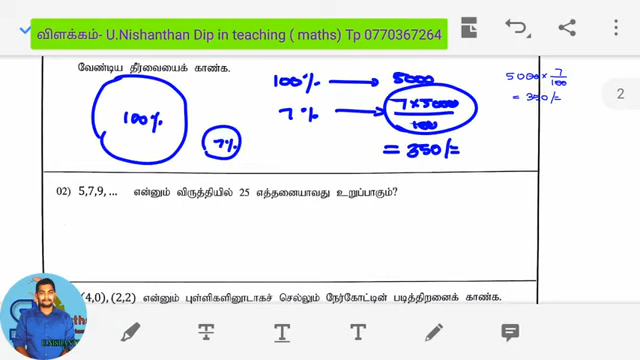 விளக்கம்- U.Nishanthan Dip in teaching ( maths) Tp 0770367264
வேண்டிய தீர்வையைக் காண்க.
100% → 5000
7% → 7 × 5000 / 100
= 350/=
100%
7%
5000 × 7/100
= 350/=
2
02) 5,7,9, ... என்னும் விருத்தியில் 25 எத்தனையாவது உறுப்பாகும்?
(4,0), (2,2) என்னும் புள்ளிகளினூடாகச் செல்லும் நேர்கோட்டின் படித்திறனைக் காண்க.